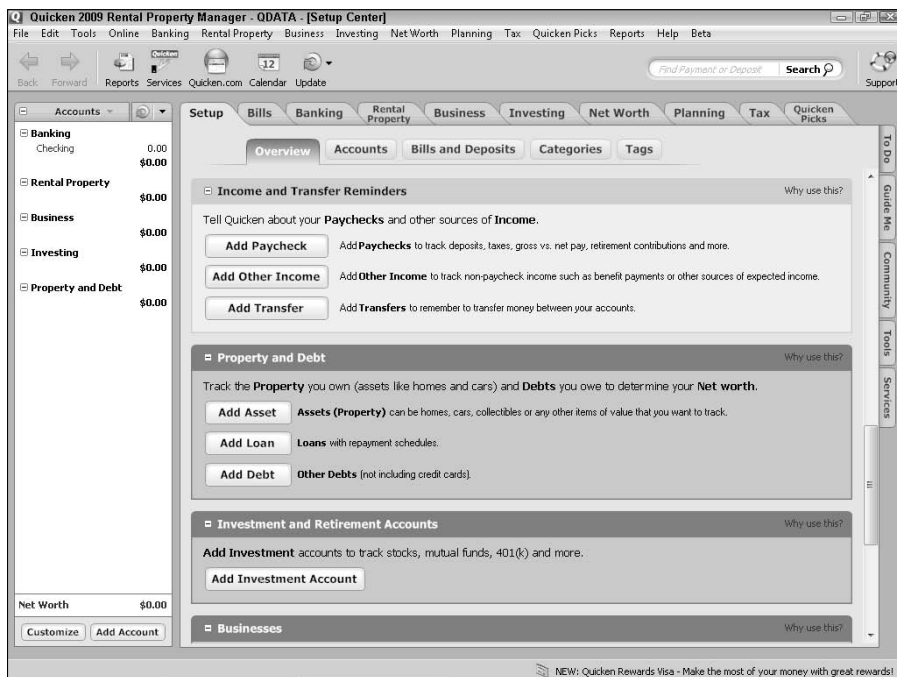 Quicken 2009 Rental Property Manager - QDATA - [Setup Center]
File Edit Tools Online Banking Rental Property Business Investing Net Worth Planning Tax Quicken Picks Reports Help Beta
Quicken
12
Back Forward Reports Services Quicken.com Calendar Update Find Payment or Deposit Search Support
Accounts
Setup Bills Banking Rental Property Business Investing Net Worth Planning Tax Quicken Picks
Overview Accounts Bills and Deposits Categories Tags
Banking
Checking 0.00
$0.00
Rental Property
$0.00
Business
$0.00
Investing
$0.00
Property and Debt
$0.00
Net Worth $0.00
Customize Add Account
Income and Transfer Reminders Why use this?
Tell Quicken about your Paychecks and other sources of Income.
Add Paycheck Add Paychecks to track deposits, taxes, gross vs. net pay, retirement contributions and more.
Add Other Income Add Other Income to track non-paycheck income such as benefit payments or other sources of expected income.
Add Transfer Add Transfers to remember to transfer money between your accounts.
Property and Debt Why use this?
Track the Property you own (assets like homes and cars) and Debts you owe to determine your Net worth.
Add Asset Assets (Property) can be homes, cars, collectibles or any other items of value that you want to track.
Add Loan Loans with repayment schedules.
Add Debt Other Debts (not including credit cards).
Investment and Retirement Accounts Why use this?
Add Investment accounts to track stocks, mutual funds, 401(k) and more.
Add Investment Account
Businesses Why use this?
To Do
Guide Me
Community
Tools
Services
NEW: Quicken Rewards Visa - Make the most of your money with great rewards!